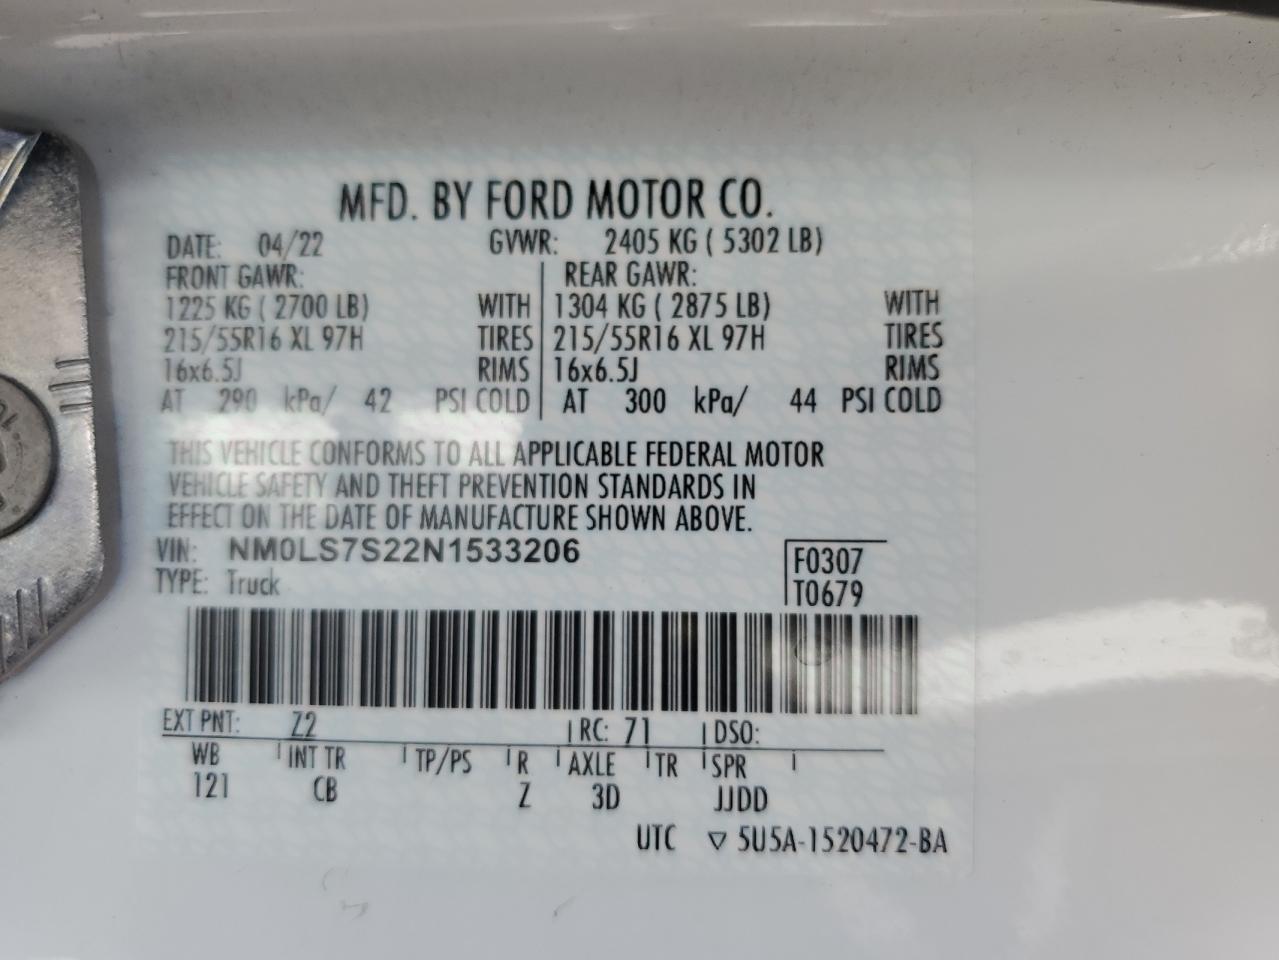 MFD. BY FORD MOTOR CO.
DATE: 04/22 GVWR: 2405 KG ( 5302 LB)
FRONT GAWR: REAR GAWR:
1225 KG ( 2700 LB) WITH 1304 KG ( 2875 LB) WITH
215/55R16 XL 97H TIRES 215/55R16 XL 97H TIRES
16x6.5J RIMS 16x6.5J RIMS
AT 290 kPa/ 42 PSI COLD AT 300 kPa/ 44 PSI COLD
THIS VEHICLE CONFORMS TO ALL APPLICABLE FEDERAL MOTOR
VEHICLE SAFETY AND THEFT PREVENTION STANDARDS IN
EFFECT ON THE DATE OF MANUFACTURE SHOWN ABOVE.
VIN: NM0LS7S22N1533206 F0307
TYPE: Truck T0679
EXT PNT: Z2 RC: 71 DSO:
WB INT TR TP/PS R AXLE TR SPR
121 CB Z 3D JJDD
UTC ▽ 5U5A-1520472-BA